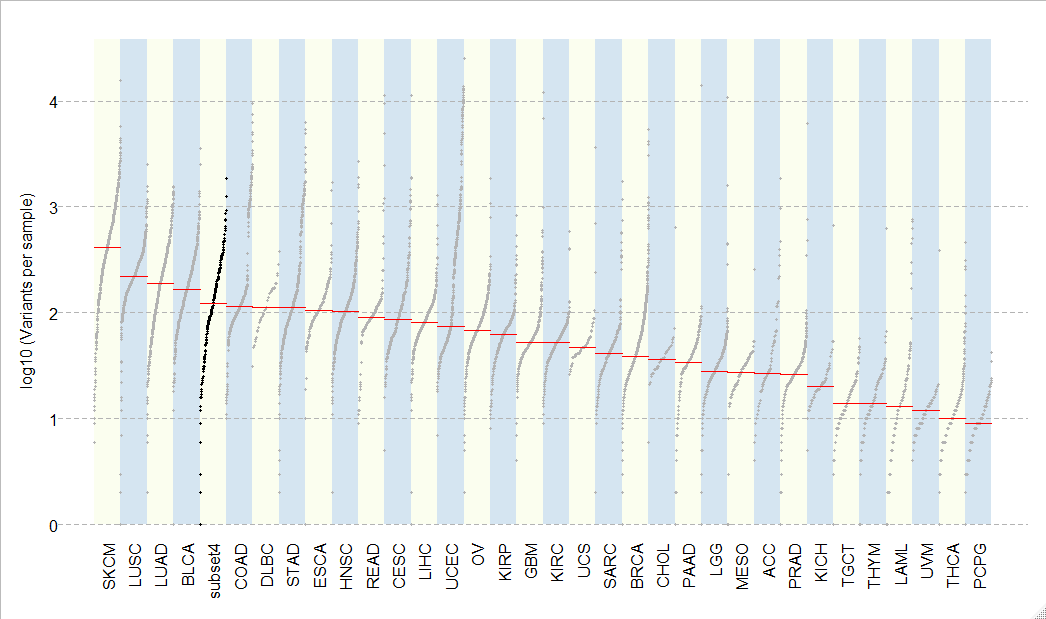 log10 (Variants per sample)
4
3
2
1
0
SKCM
LUSC
LUAD
BLCA
subset4
COAD
DLBC
STAD
ESCA
HNSC
READ
CESC
LIHC
UCEC
OV
KIRP
GBM
KIRC
UCS
SARC
BRCA
CHOL
PAAD
LGG
MESO
ACC
PRAD
KICH
TGCT
THYM
LAML
UVM
THCA
PCPG